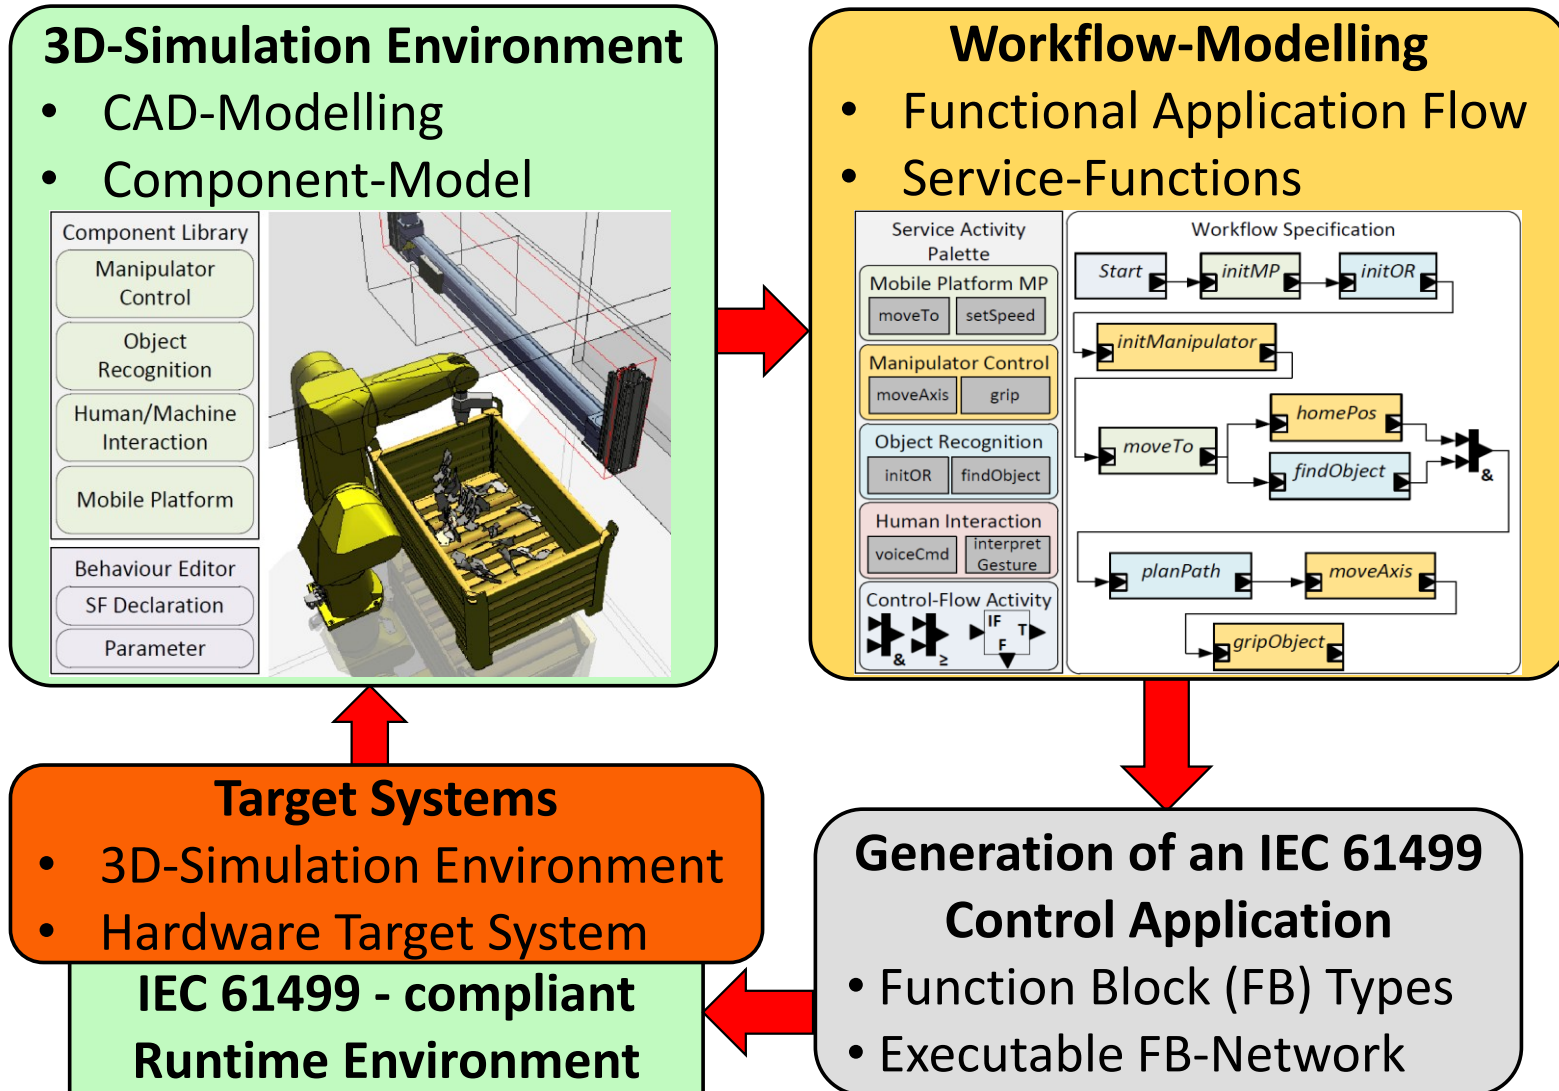 3D-Simulation Environment
• CAD-Modelling
• Component-Model
Component Library
Manipulator
Control
Object
Recognition
Human/Machine
Interaction
Mobile Platform
Behaviour Editor
SF Declaration
Parameter
Workflow-Modelling
• Functional Application Flow
• Service-Functions
Service Activity
Palette
Mobile Platform MP
moveTo setSpeed
Manipulator Control
moveAxis grip
Object Recognition
initOR findObject
Human Interaction
voiceCmd interpret
Gesture
Control-Flow Activity
& ≥ IF T F
Workflow Specification
Start initMP initOR
initManipulator
homePos
moveTo
findObject
&
planPath moveAxis
gripObject
Target Systems
• 3D-Simulation Environment
• Hardware Target System
IEC 61499 - compliant
Runtime Environment
Generation of an IEC 61499
Control Application
• Function Block (FB) Types
• Executable FB-Network